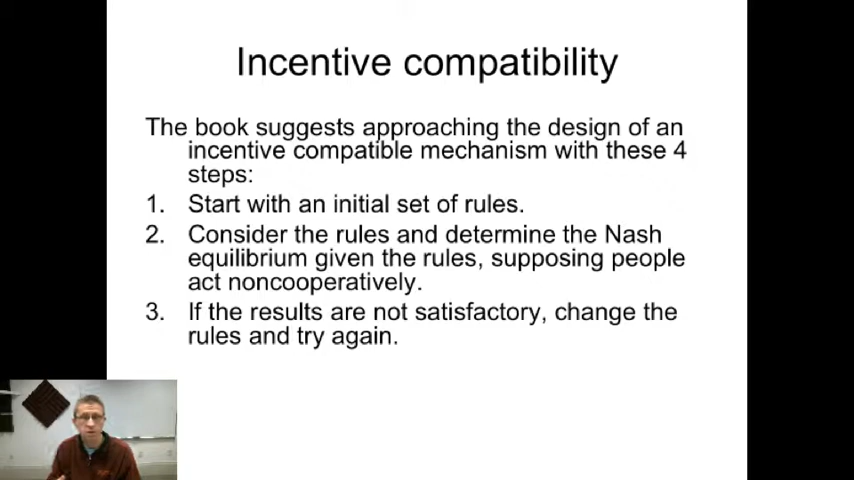 Incentive compatibility
The book suggests approaching the design of an
incentive compatible mechanism with these 4
steps:
1. Start with an initial set of rules.
2. Consider the rules and determine the Nash
equilibrium given the rules, supposing people
act noncooperatively.
3. If the results are not satisfactory, change the
rules and try again.